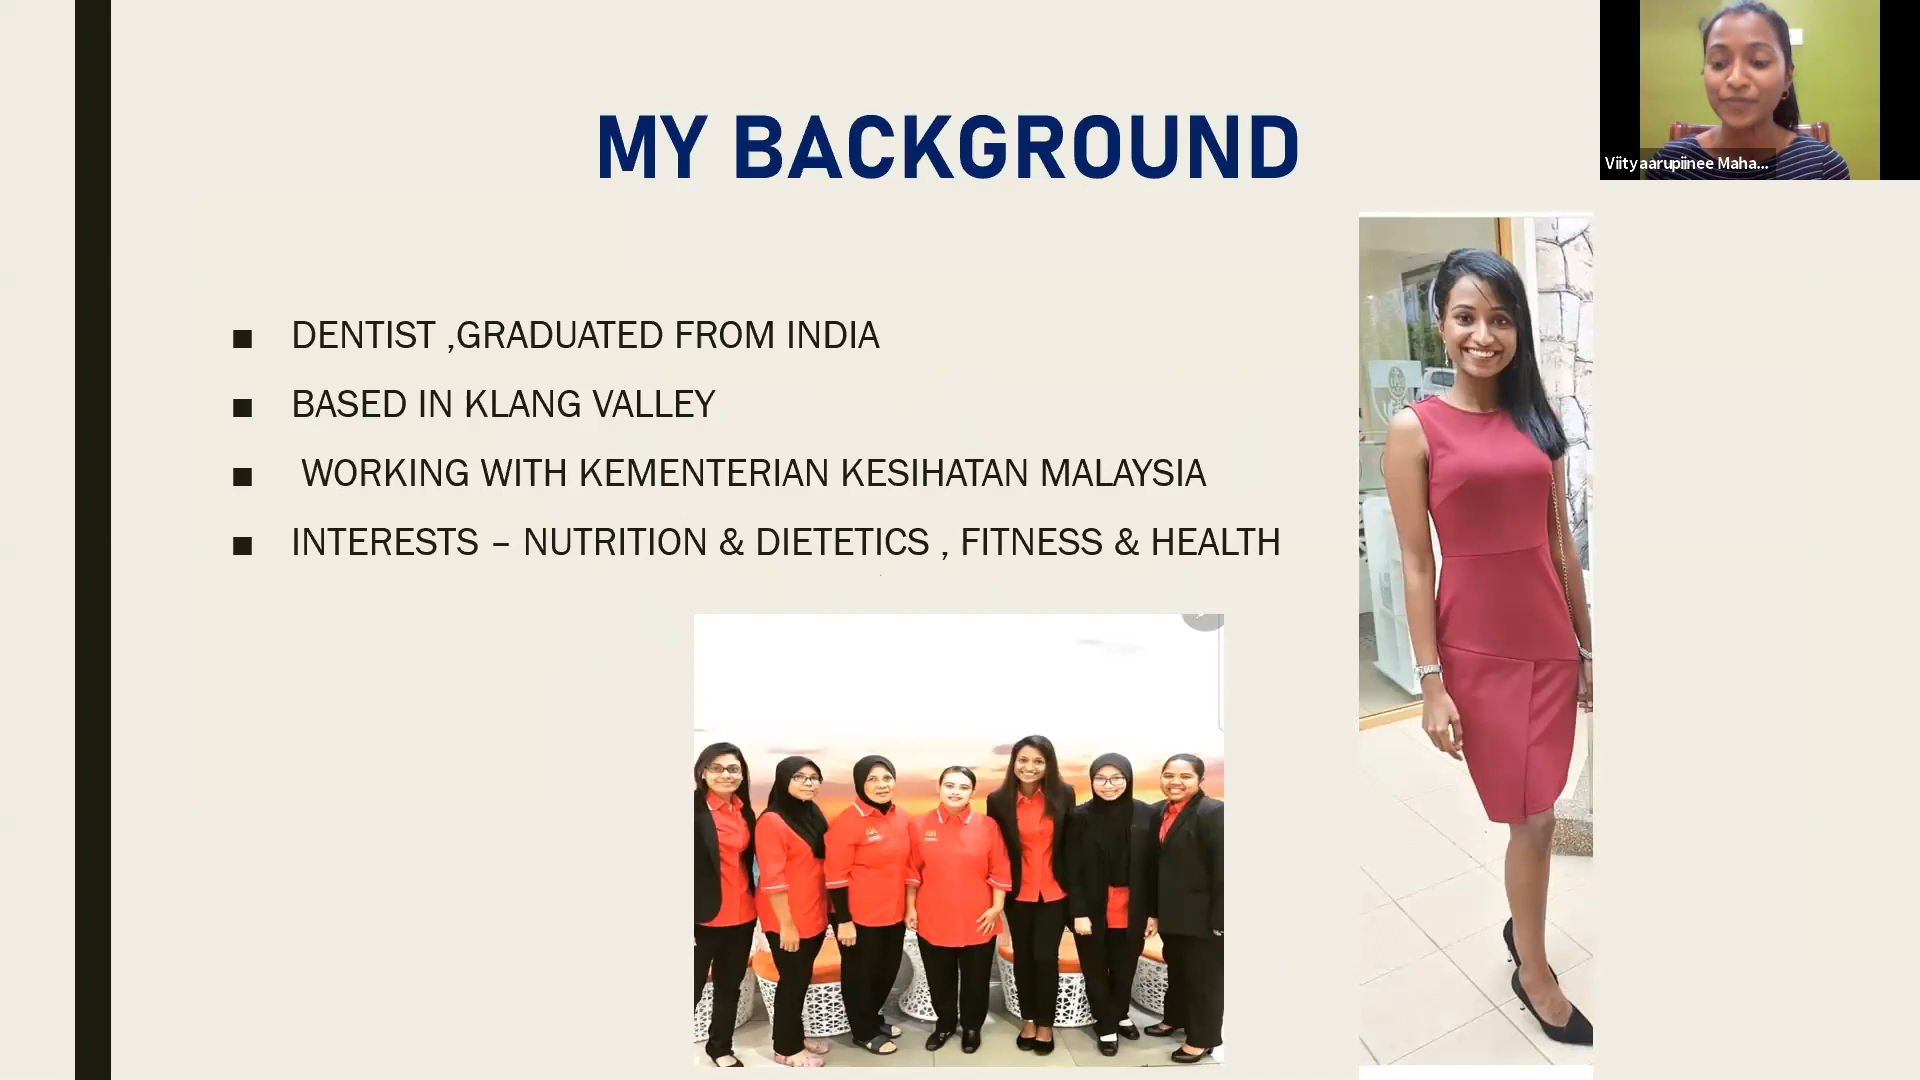 MY BACKGROUND
Viityaarupiinee Maha...
■ DENTIST ,GRADUATED FROM INDIA
■ BASED IN KLANG VALLEY
■ WORKING WITH KEMENTERIAN KESIHATAN MALAYSIA
■ INTERESTS – NUTRITION & DIETETICS , FITNESS & HEALTH